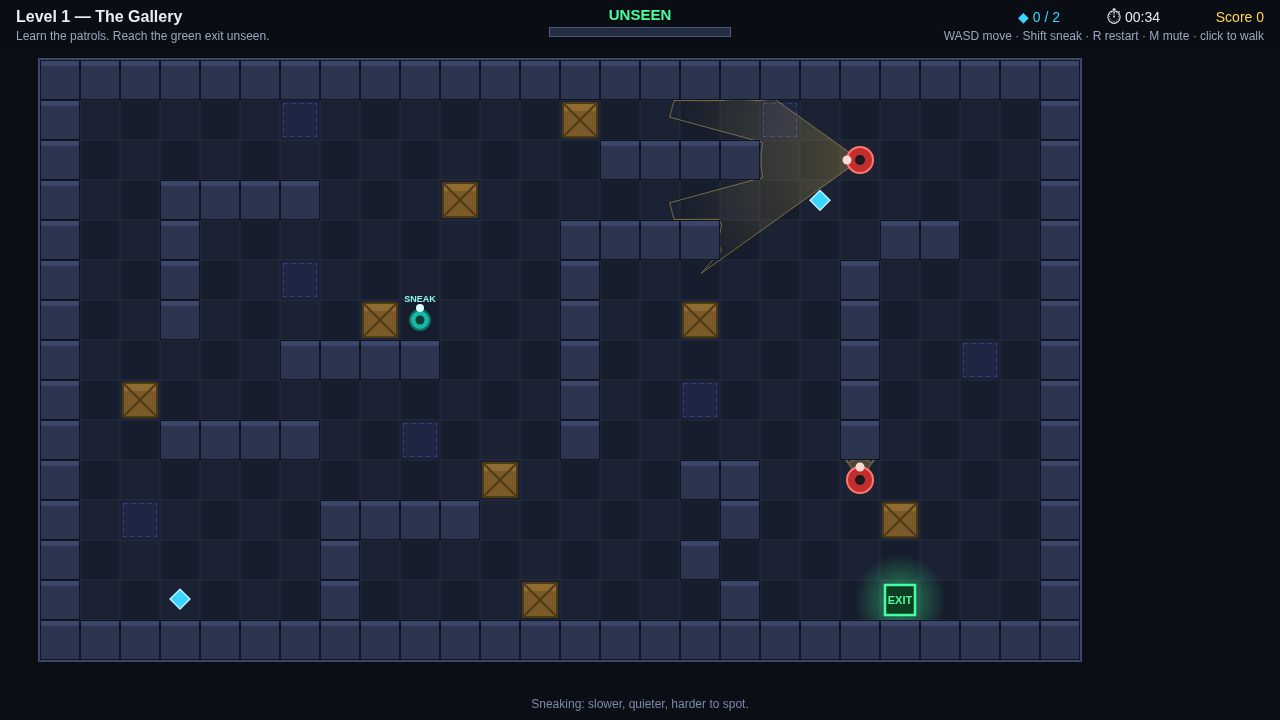 Level 1 — The Gallery
Learn the patrols. Reach the green exit unseen.
UNSEEN
◆ 0 / 2
⏱ 00:34
Score 0
WASD move · Shift sneak · R restart · M mute · click to walk
SNEAK
EXIT
Sneaking: slower, quieter, harder to spot.